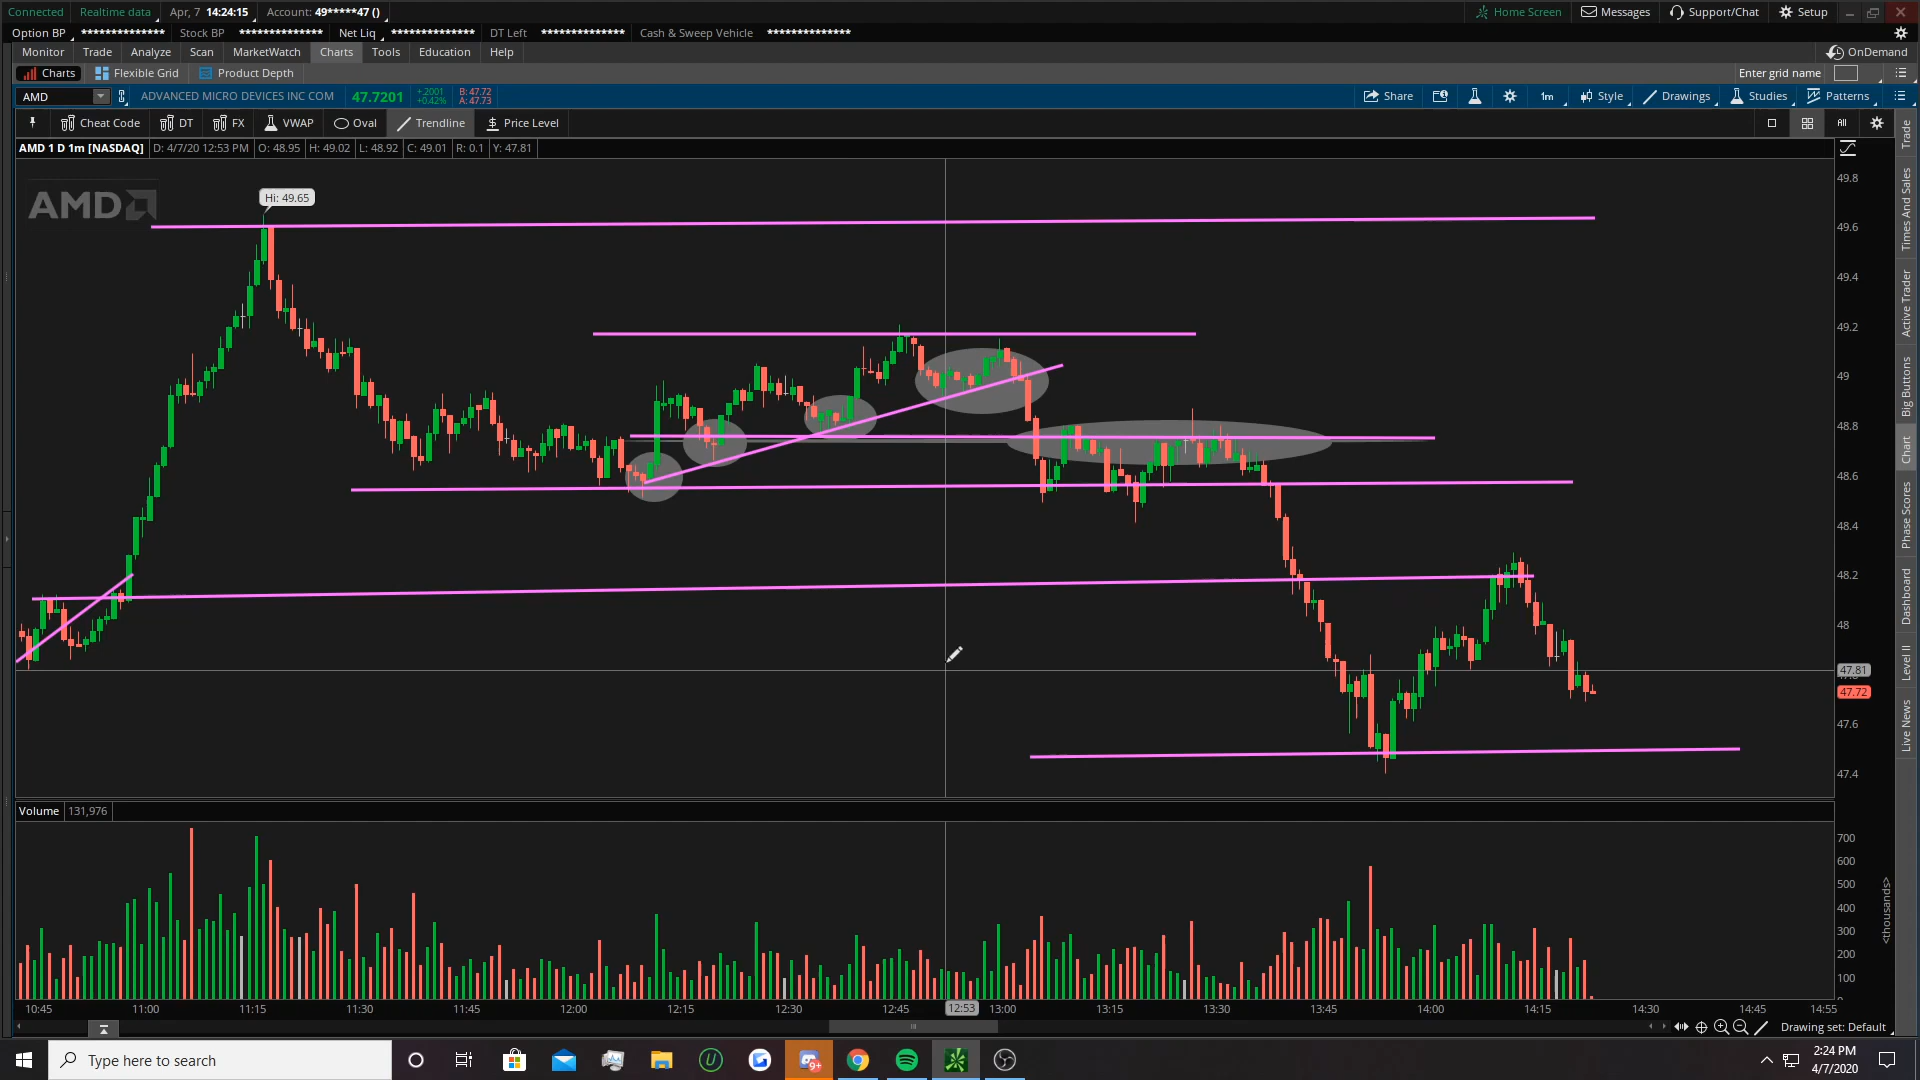 Connected Realtime data Apr, 7 14:24:15 Account: 49*****47 () Home Screen Messages Support/Chat Setup
Option BP ************** Stock BP ************** Net Liq ************** DT Left ************** Cash & Sweep Vehicle **************
Monitor Trade Analyze Scan MarketWatch Charts Tools Education Help OnDemand
Charts Flexible Grid Product Depth Enter grid name
AMD ADVANCED MICRO DEVICES INC COM 47.7201 +.2001 +0.42% B: 47.72 A: 47.73 Share 1m Style Drawings Studies Patterns
Cheat Code DT FX VWAP Oval Trendline $ Price Level All
AMD 1 D 1m [NASDAQ] D: 4/7/20 12:53 PM O: 48.95 H: 49.02 L: 48.92 C: 49.01 R: 0.1 Y: 47.81
AMD
Hi: 49.65
49.8
49.6
49.4
49.2
49
48.8
48.6
48.4
48.2
48
47.81
47.72
47.6
47.4
Trade
Times And Sales
Active Trader
Big Buttons
Chart
Phase Scores
Dashboard
Level II
Live News
Volume 131,976
700
600
500
400
300
200
100
<thousands>
10:45 11:00 11:15 11:30 11:45 12:00 12:15 12:30 12:45 12:53 13:00 13:15 13:30 13:45 14:00 14:15 14:30 14:45 14:55
Drawing set: Default
Type here to search
9+
2:24 PM
4/7/2020